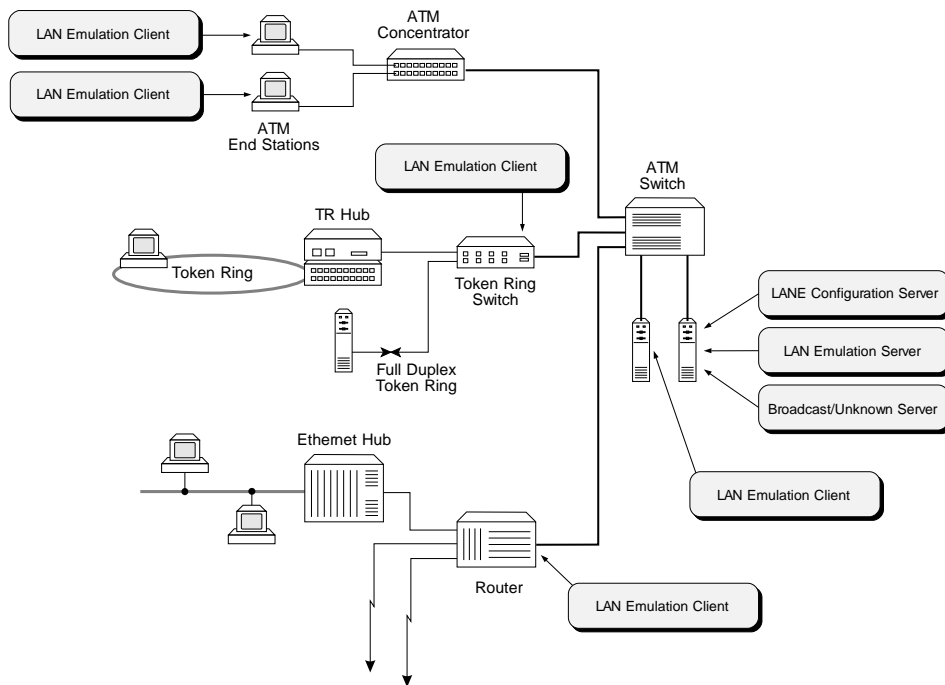 ATM
Concentrator
LAN Emulation Client
LAN Emulation Client
ATM
End Stations
LAN Emulation Client
ATM
Switch
TR Hub
Token Ring
Token Ring
Switch
LANE Configuration Server
LAN Emulation Server
Broadcast/Unknown Server
Full Duplex
Token Ring
Ethernet Hub
LAN Emulation Client
Router
LAN Emulation Client